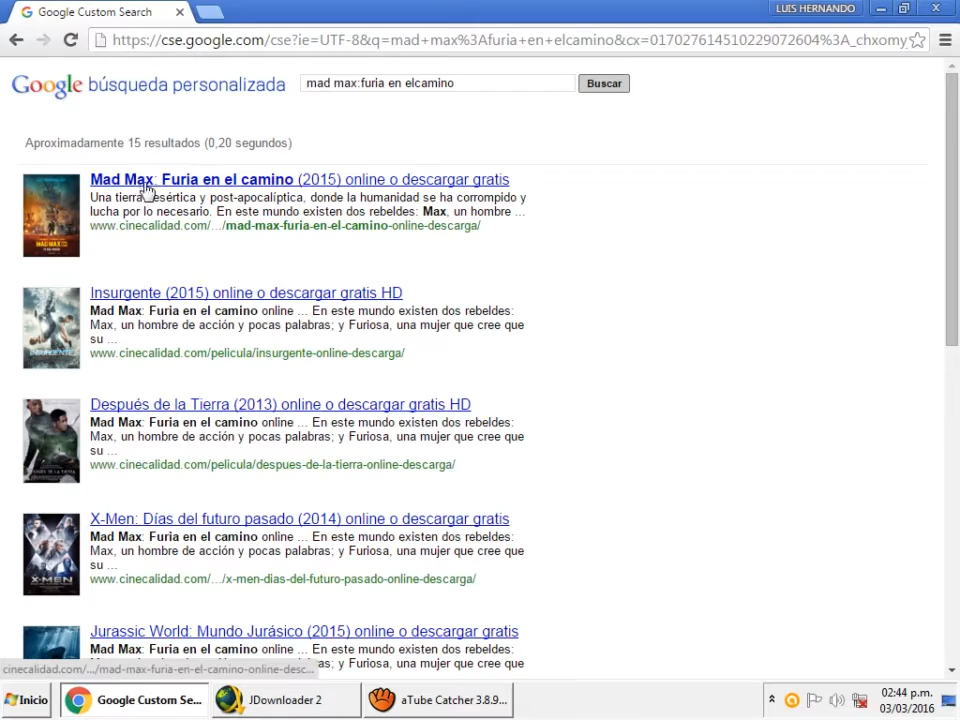 Google Custom Search
LUIS HERNANDO
https://cse.google.com/cse?ie=UTF-8&q=mad+max%3Afuria+en+elcamino&cx=017027614510229072604%3A_chxomy
Google búsqueda personalizada
mad max:furia en elcamino
Buscar
Aproximadamente 15 resultados (0,20 segundos)
Mad Max: Furia en el camino (2015) online o descargar gratis
Una tierra desértica y post-apocalíptica, donde la humanidad se ha corrompido y
lucha por lo necesario. En este mundo existen dos rebeldes: Max, un hombre ...
www.cinecalidad.com/.../mad-max-furia-en-el-camino-online-descarga/
MAD MAX
Insurgente (2015) online o descargar gratis HD
Mad Max: Furia en el camino online ... En este mundo existen dos rebeldes:
Max, un hombre de acción y pocas palabras; y Furiosa, una mujer que cree que
su ...
www.cinecalidad.com/pelicula/insurgente-online-descarga/
INSURGENTE
Después de la Tierra (2013) online o descargar gratis HD
Mad Max: Furia en el camino online ... En este mundo existen dos rebeldes:
Max, un hombre de acción y pocas palabras; y Furiosa, una mujer que cree que
su ...
www.cinecalidad.com/pelicula/despues-de-la-tierra-online-descarga/
X-Men: Días del futuro pasado (2014) online o descargar gratis
Mad Max: Furia en el camino online ... En este mundo existen dos rebeldes:
Max, un hombre de acción y pocas palabras; y Furiosa, una mujer que cree que
su ...
www.cinecalidad.com/.../x-men-dias-del-futuro-pasado-online-descarga/
X-MEN
Jurassic World: Mundo Jurásico (2015) online o descargar gratis
Mad Max: Furia en el camino online ... En este mundo existen dos rebeldes:
cinecalidad.com/.../mad-max-furia-en-el-camino-online-desc...
Inicio
Google Custom Se...
JDownloader 2
aTube Catcher 3.8.9...
02:44 p.m.
03/03/2016